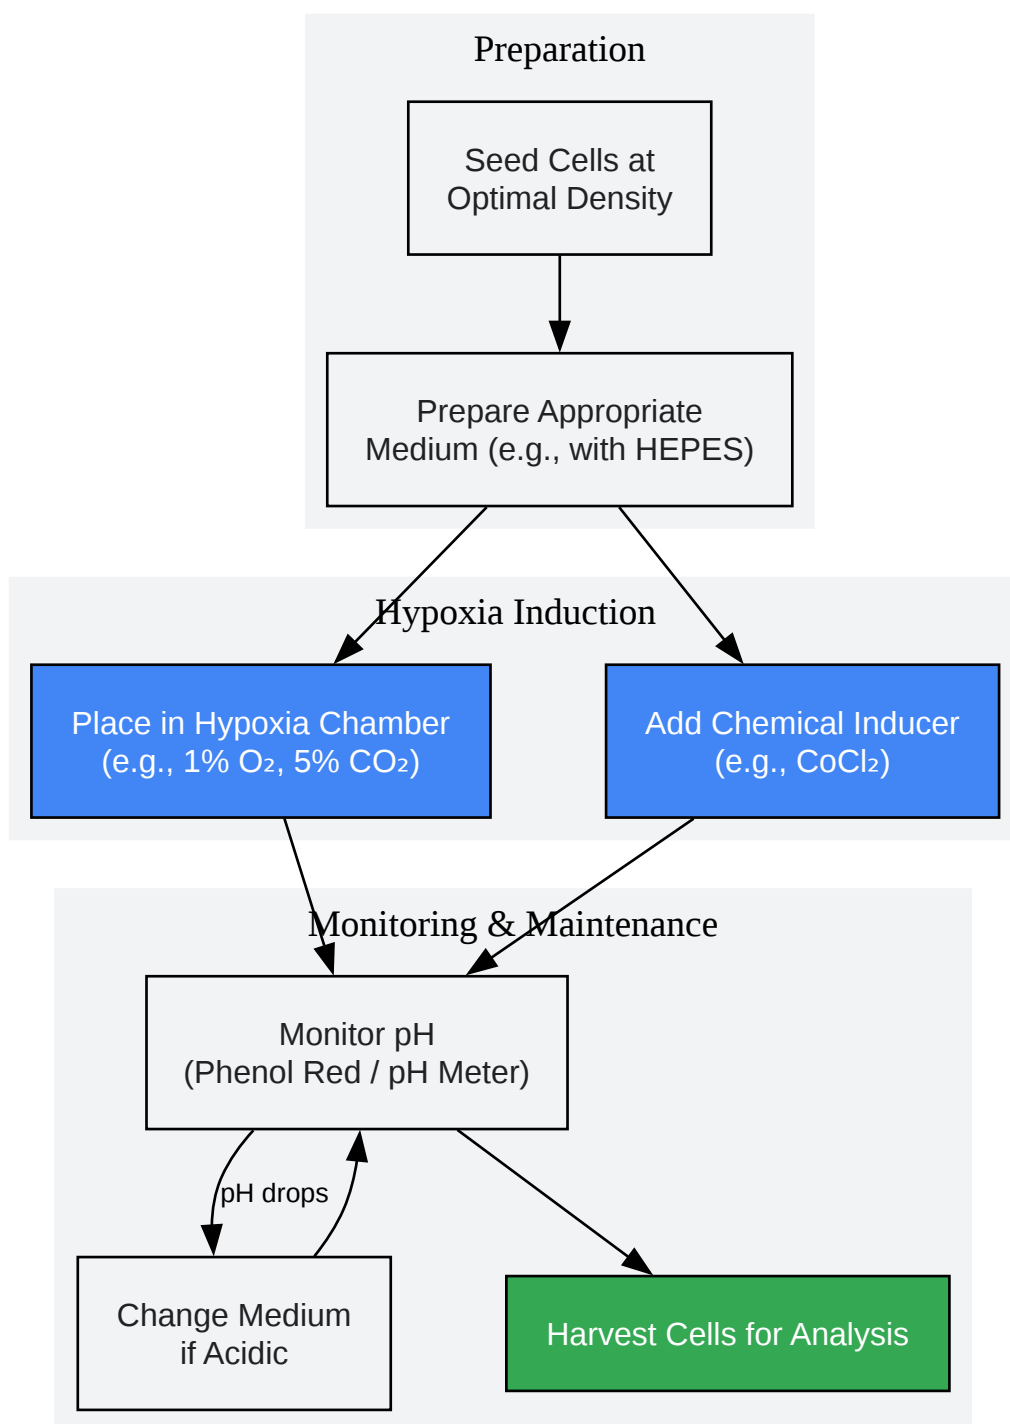 Preparation
Seed Cells at
Optimal Density
Prepare Appropriate
Medium (e.g., with HEPES)
Hypoxia Induction
Place in Hypoxia Chamber
(e.g., 1% O₂, 5% CO₂)
Add Chemical Inducer
(e.g., CoCl₂)
Monitoring & Maintenance
Monitor pH
(Phenol Red / pH Meter)
pH drops
Change Medium
if Acidic
Harvest Cells for Analysis